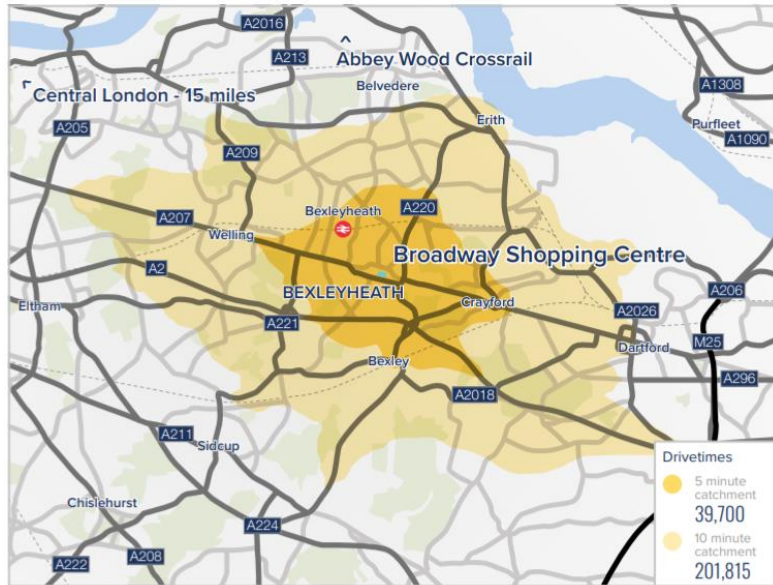 A2016
A213
^
Abbey Wood Crossrail
Belvedere
^
Central London - 15 miles
A1308
Purfleet
A1090
Erith
A205
A209
Bexleyheath
A220
A207
Welling
Broadway Shopping Centre
A2
BEXLEYHEATH
A206
Eltham
Crayford
A2026
A221
M25
Dartford
Bexley
A296
A2018
A211
Sidcup
Chislehurst
A224
A222
A208
Drivetimes
5 minute
catchment
39,700
10 minute
catchment
201,815